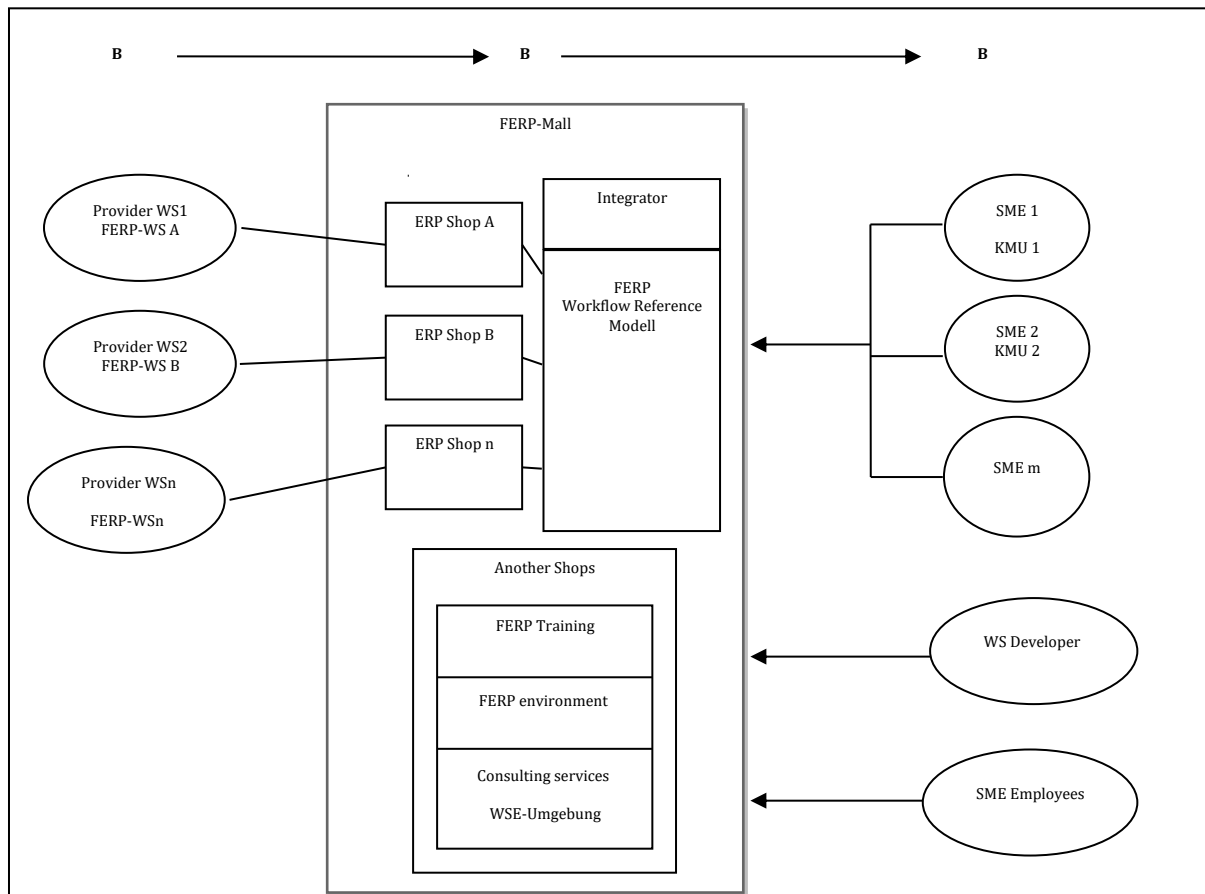 B
B
B
FERP-Mall
Provider WS1
FERP-WS A
Provider WS2
FERP-WS B
Provider WSn
FERP-WSn
ERP Shop A
ERP Shop B
ERP Shop n
Integrator
FERP
Workflow Reference
Modell
Another Shops
FERP Training
FERP environment
Consulting services
WSE-Umgebung
SME 1
KMU 1
SME 2
KMU 2
SME m
WS Developer
SME Employees